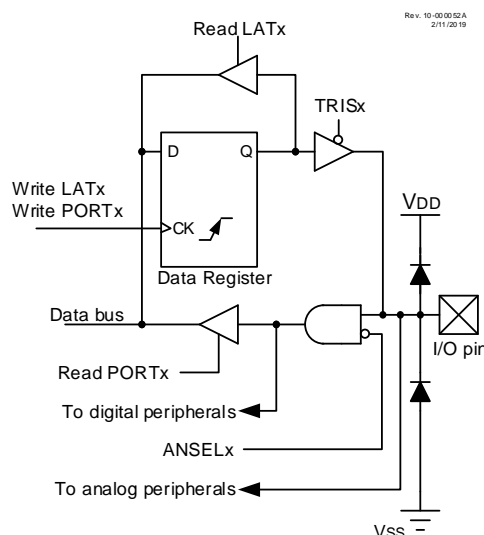 Rev. 10-000052A
2/11/2019
Read LATx
TRISx
D
Q
Write LATx
Write PORTx
CK
VDD
Data Register
Data bus
I/O pin
Read PORTx
To digital peripherals
ANSELx
To analog peripherals
Vss